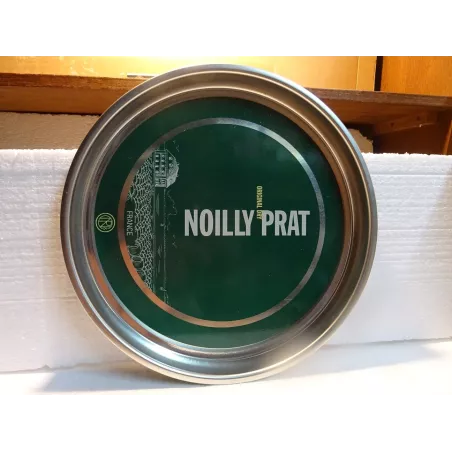 ORIGINAL DRY
NOILLY PRAT
FRANCE